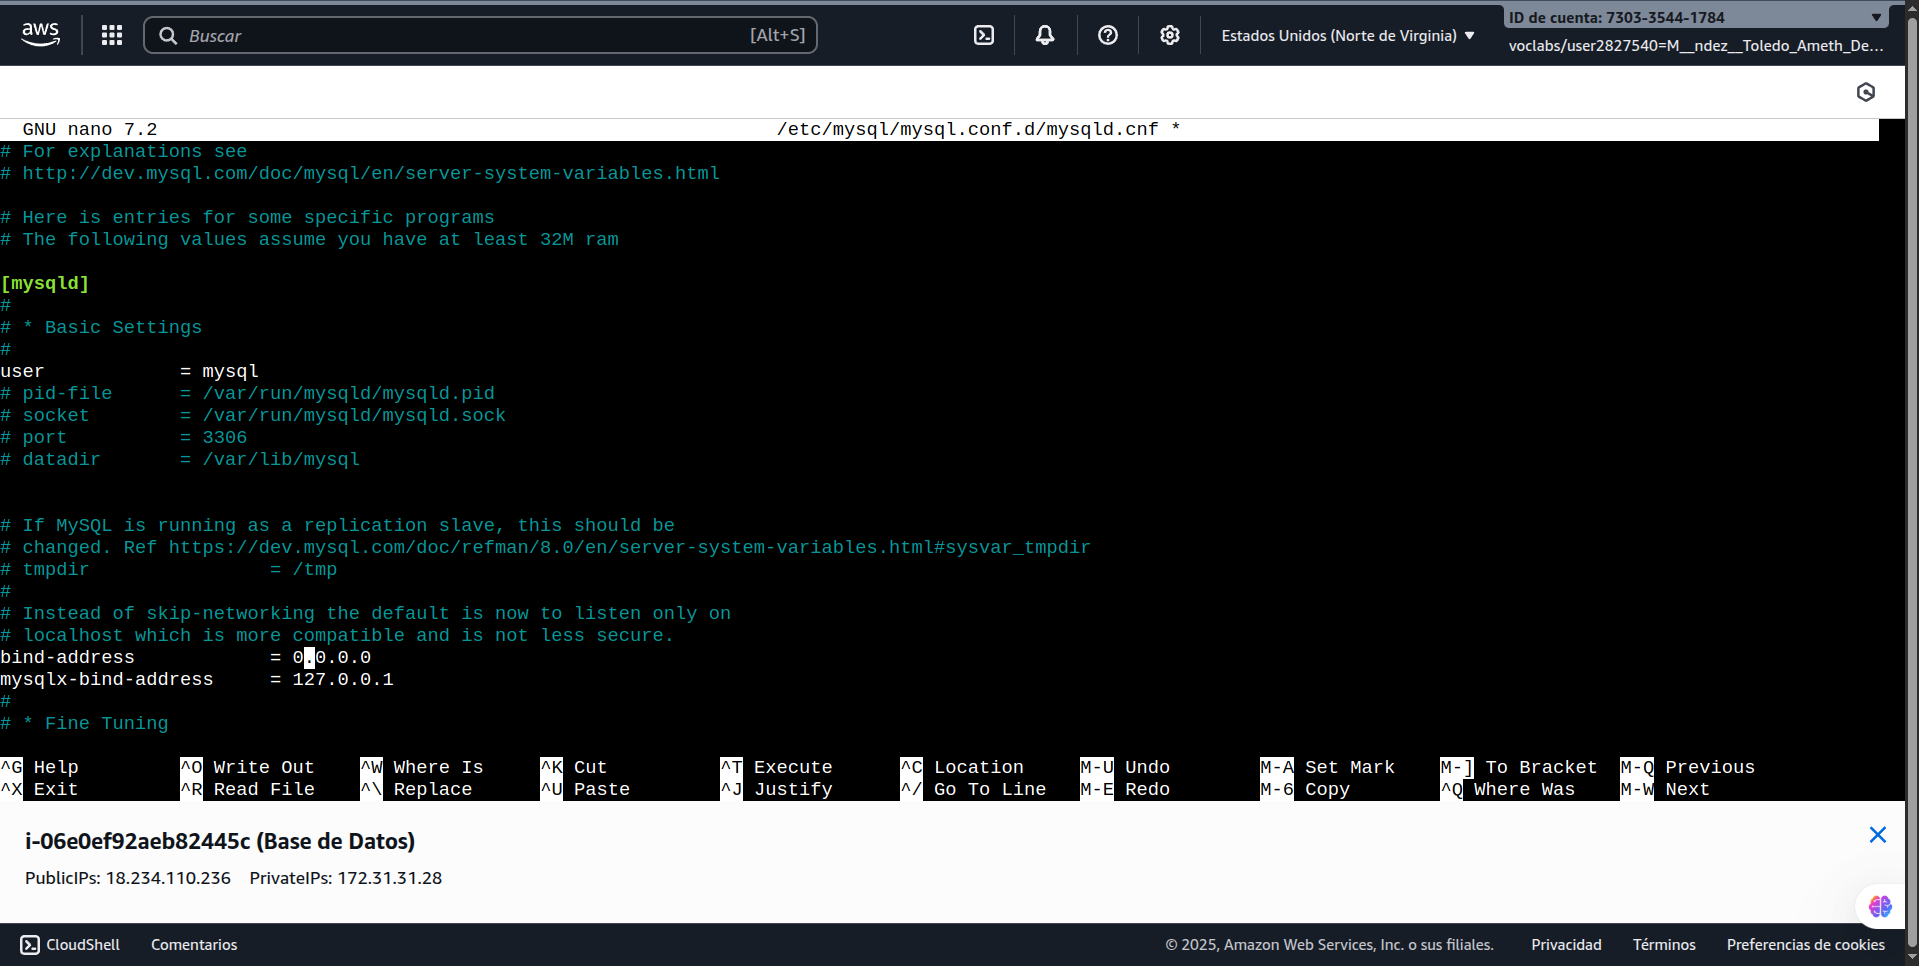 aws
Buscar [Alt+S]
Estados Unidos (Norte de Virginia) ▼
ID de cuenta: 7303-3544-1784 ▼
voclabs/user2827540=M__ndez__Toledo_Ameth_De...
GNU nano 7.2 /etc/mysql/mysql.conf.d/mysqld.cnf *
# For explanations see
# http://dev.mysql.com/doc/mysql/en/server-system-variables.html
# Here is entries for some specific programs
# The following values assume you have at least 32M ram
[mysqld]
#
# * Basic Settings
#
user = mysql
# pid-file = /var/run/mysqld/mysqld.pid
# socket = /var/run/mysqld/mysqld.sock
# port = 3306
# datadir = /var/lib/mysql
# If MySQL is running as a replication slave, this should be
# changed. Ref https://dev.mysql.com/doc/refman/8.0/en/server-system-variables.html#sysvar_tmpdir
# tmpdir = /tmp
#
# Instead of skip-networking the default is now to listen only on
# localhost which is more compatible and is not less secure.
bind-address = 0.0.0.0
mysqlx-bind-address = 127.0.0.1
#
# * Fine Tuning
^G Help ^O Write Out ^W Where Is ^K Cut ^T Execute ^C Location M-U Undo M-A Set Mark M-] To Bracket M-Q Previous
^X Exit ^R Read File ^\ Replace ^U Paste ^J Justify ^/ Go To Line M-E Redo M-6 Copy ^Q Where Was M-W Next
i-06e0ef92aeb82445c (Base de Datos)
PublicIPs: 18.234.110.236 PrivateIPs: 172.31.31.28
CloudShell Comentarios © 2025, Amazon Web Services, Inc. o sus filiales. Privacidad Términos Preferencias de cookies